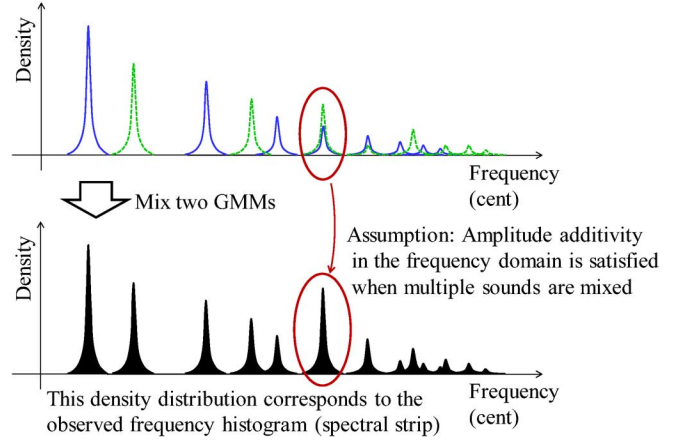 Density
Frequency
(cent)
Mix two GMMs
Assumption: Amplitude additivity
in the frequency domain is satisfied
when multiple sounds are mixed
Density
Frequency
(cent)
This density distribution corresponds to the
observed frequency histogram (spectral strip)